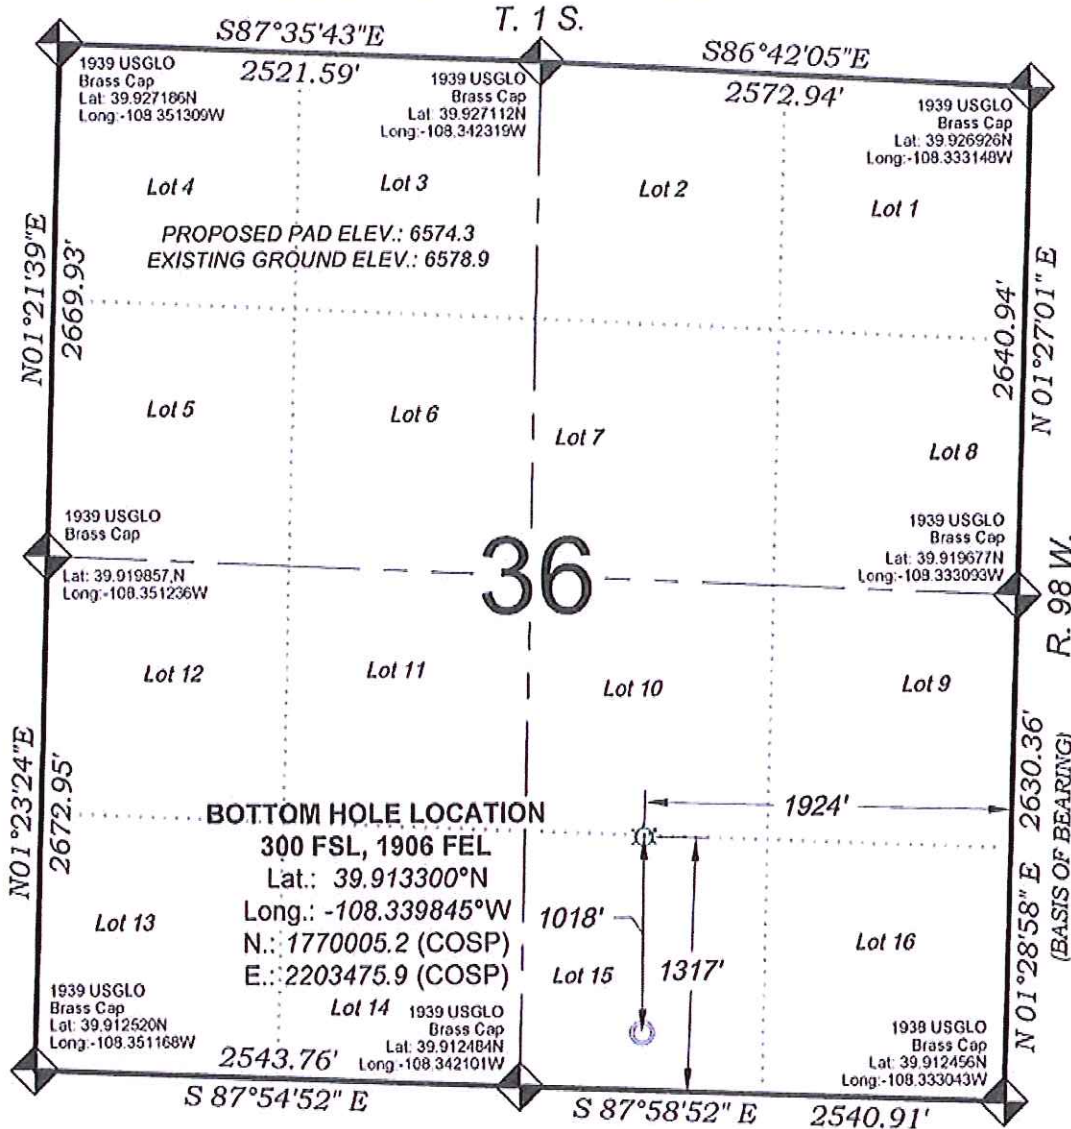 T. 1 S.
S87°35'43"E
2521.59'
S86°42'05"E
2572.94'
1939 USGLO
Brass Cap
Lat: 39.927186N
Long:-108.351309W
1939 USGLO
Brass Cap
Lat: 39.927112N
Long:-108.342319W
1939 USGLO
Brass Cap
Lat: 39.926926N
Long:-108.333148W
Lot 4
Lot 3
Lot 2
Lot 1
PROPOSED PAD ELEV.: 6574.3
EXISTING GROUND ELEV.: 6578.9
N01°21'39"E
2669.93'
2640.94'
N 01°27'01" E
Lot 5
Lot 6
Lot 7
Lot 8
1939 USGLO
Brass Cap
Lat: 39.919857,N
Long:-108.351236W
36
1939 USGLO
Brass Cap
Lat: 39.919677N
Long:-108.333093W
R. 98 W.
Lot 12
Lot 11
Lot 10
Lot 9
N01°23'24"E
2672.95'
2630.36'
N 01°28'58" E
(BASIS OF BEARING)
1924'
BOTTOM HOLE LOCATION
300 FSL, 1906 FEL
Lat.: 39.913300°N
Long.: -108.339845°W
N.: 1770005.2 (COSP)
E.: 2203475.9 (COSP)
1018'
1317'
Lot 13
Lot 14
Lot 15
Lot 16
1939 USGLO
Brass Cap
Lat: 39.912520N
Long:-108.351168W
1939 USGLO
Brass Cap
Lat: 39.912484N
Long:-108.342101W
1938 USGLO
Brass Cap
Lat: 39.912456N
Long:-108.333043W
2543.76'
S 87°54'52" E
S 87°58'52" E
2540.91'